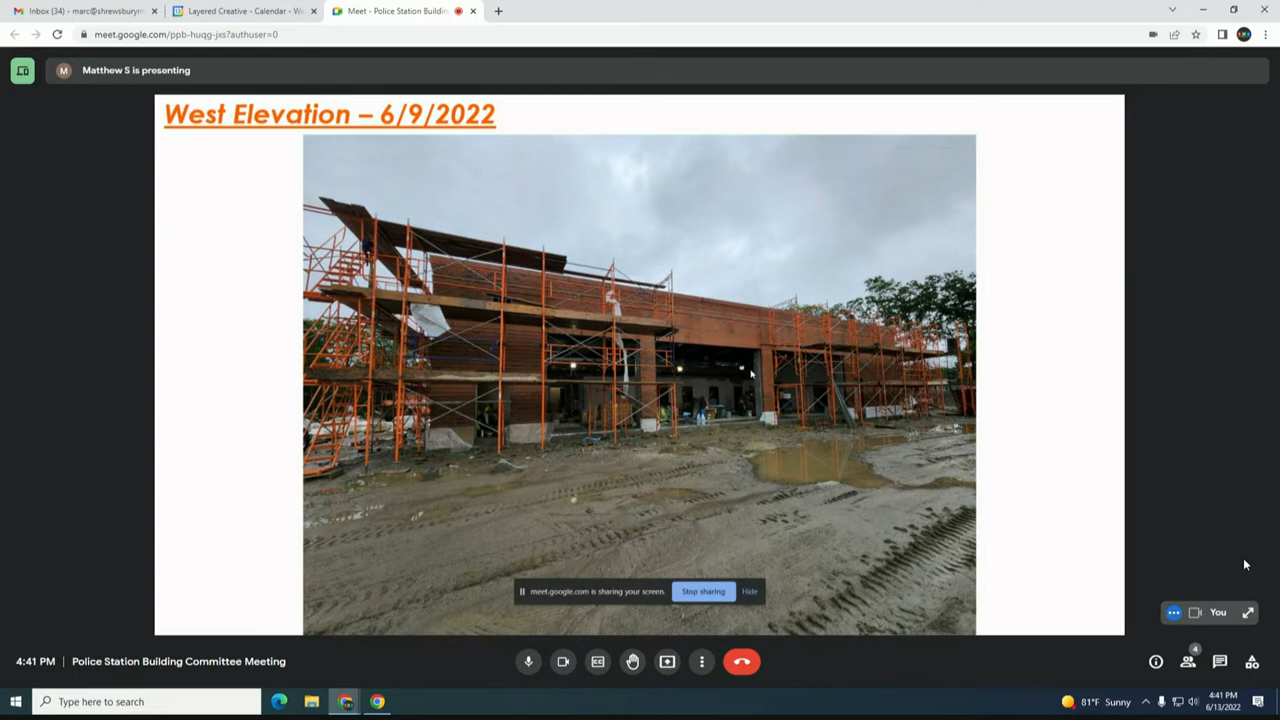 Inbox (34) - marc@shrewsburym
Layered Creative - Calendar - We
Meet - Police Station Building
meet.google.com/ppb-huqg-jxs?authuser=0
M
Matthew S is presenting
West Elevation – 6/9/2022
meet.google.com is sharing your screen.
Stop sharing
Hide
You
4:41 PM
Police Station Building Committee Meeting
CC
4
Type here to search
81°F Sunny
4:41 PM
6/13/2022